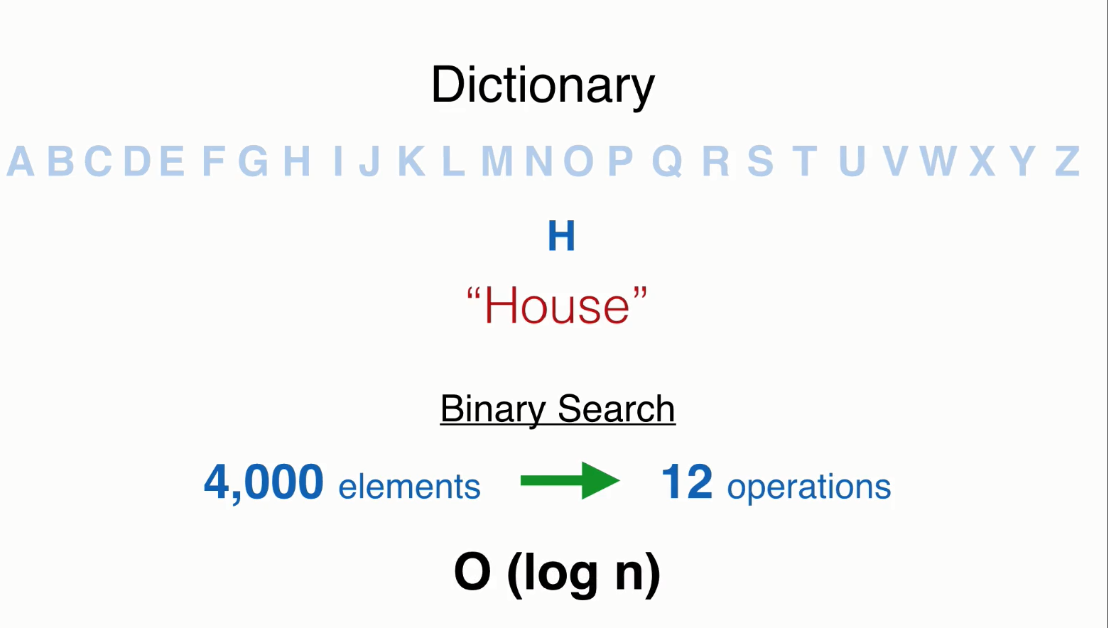 Dictionary
A B C D E F G H I J K L M N O P Q R S T U V W X Y Z
H
“House”
Binary Search
4,000 elements 12 operations
O (log n)